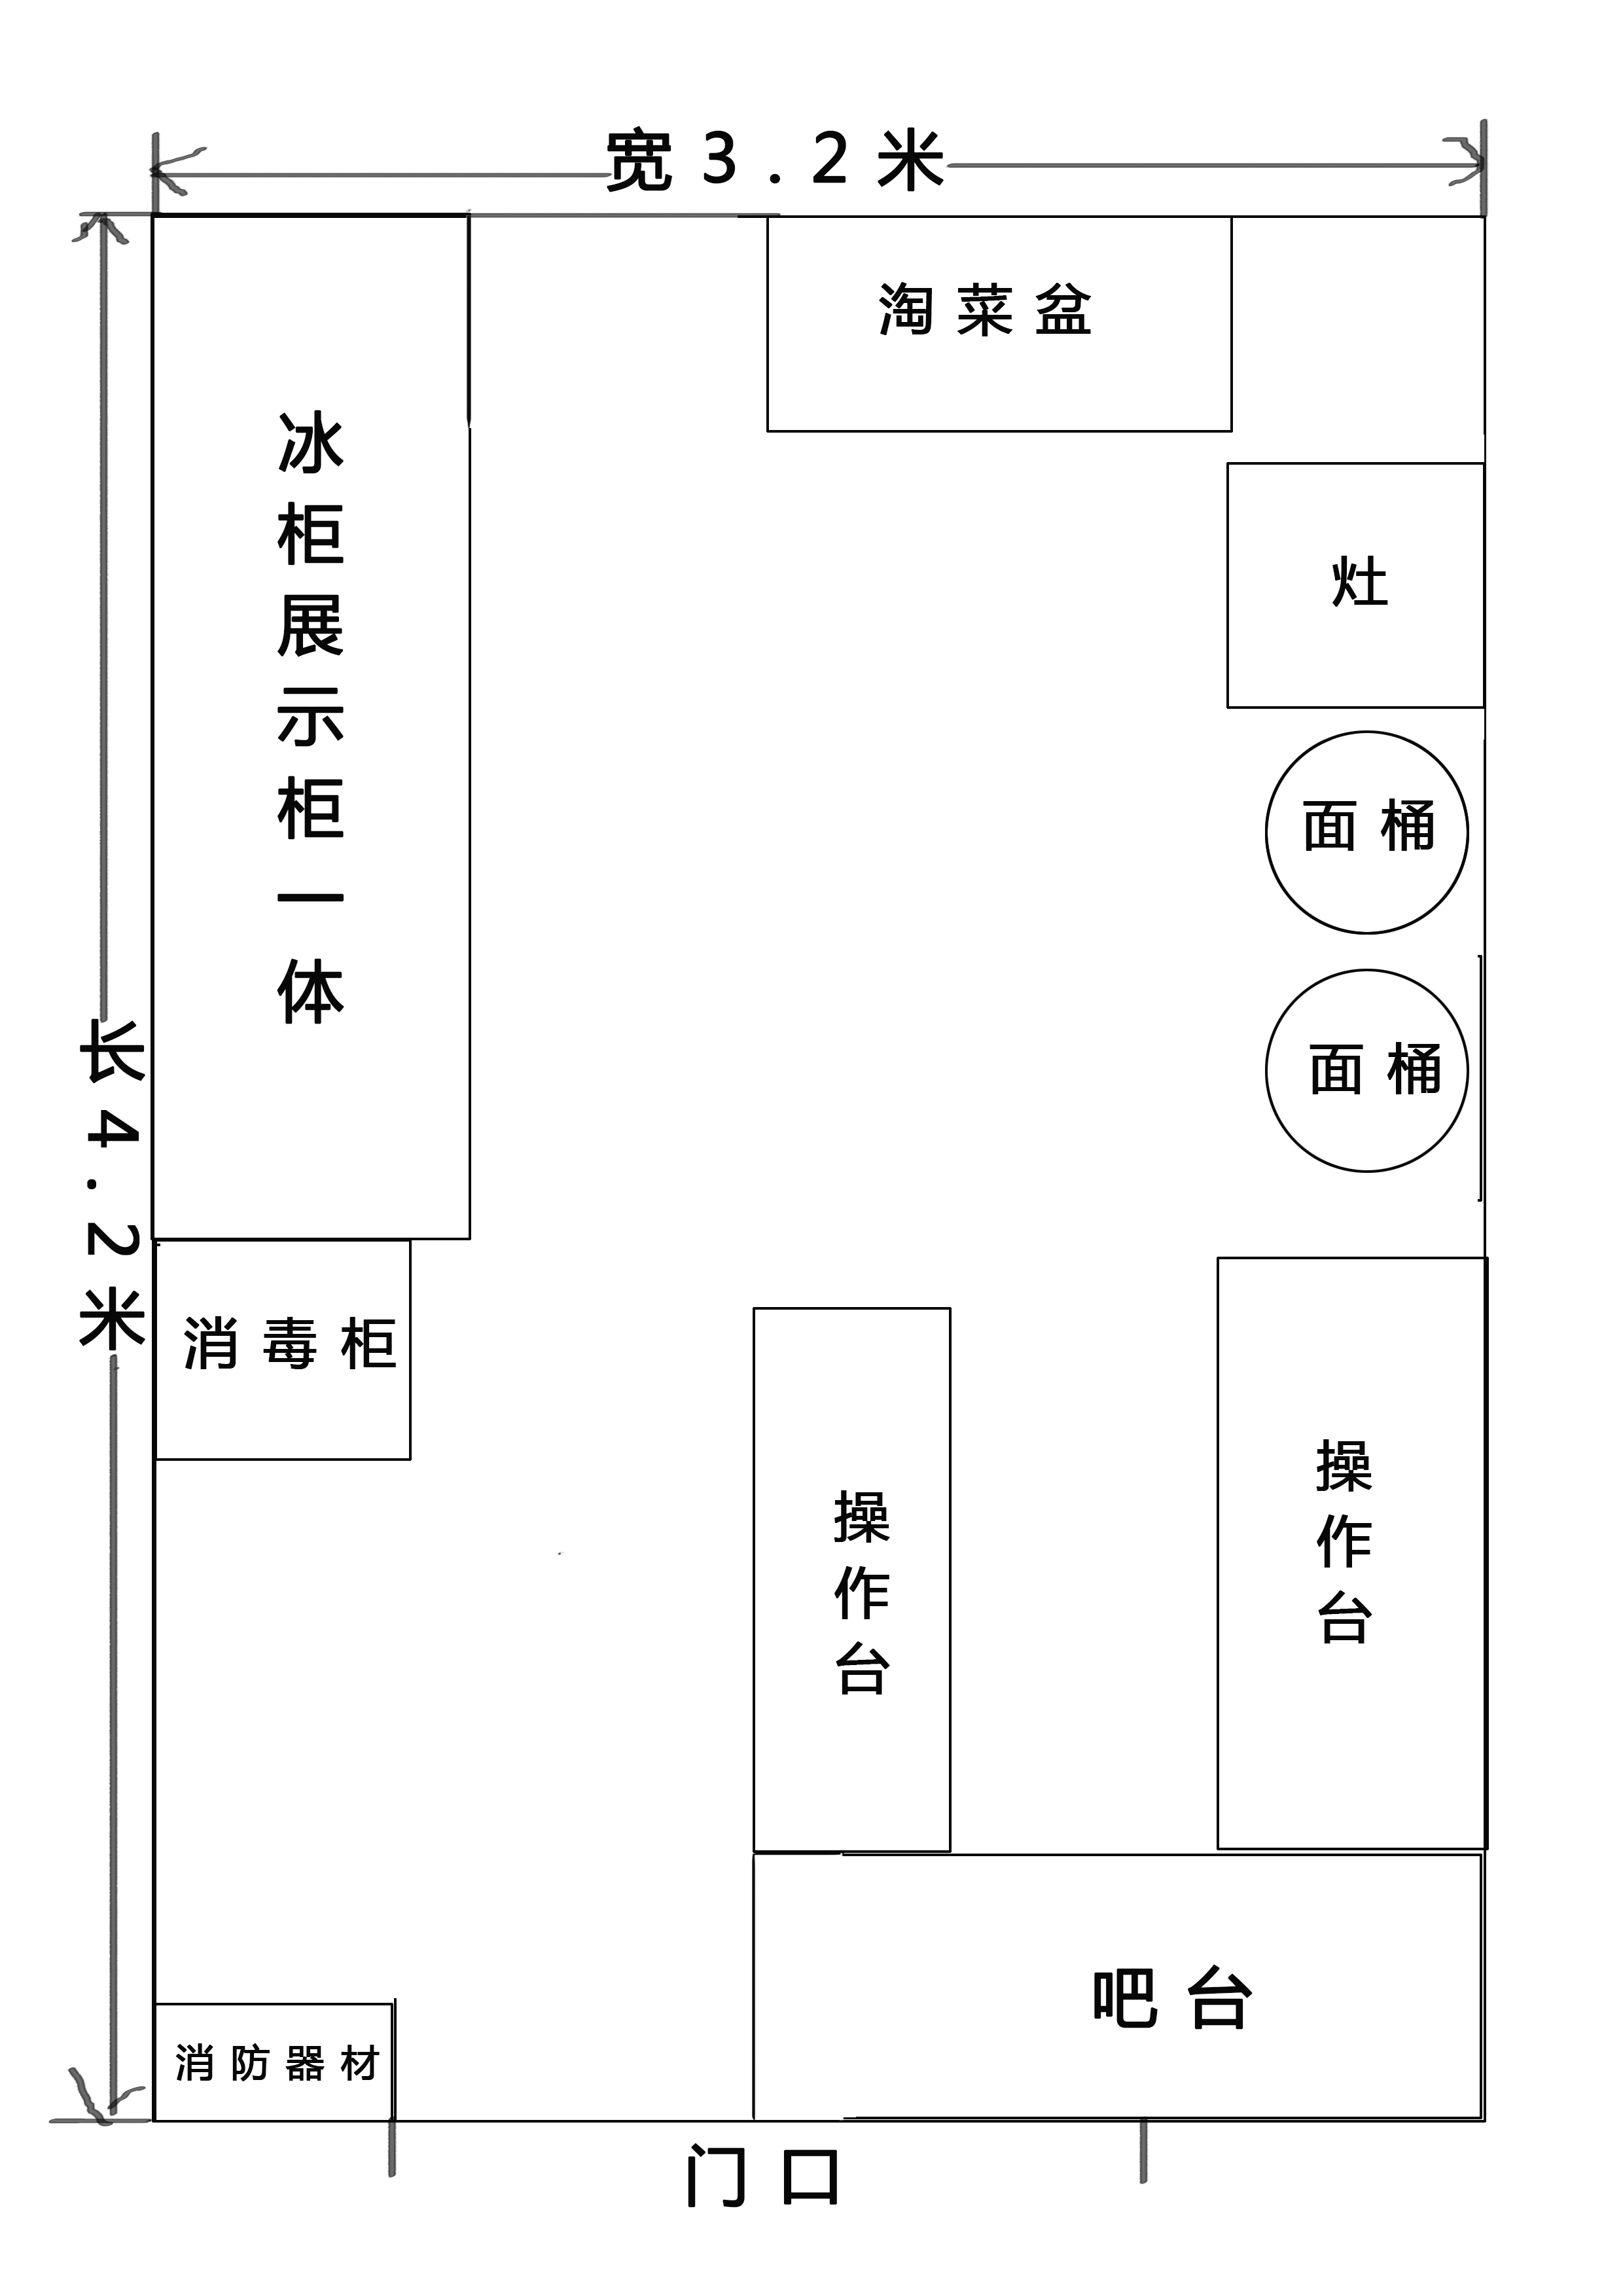 宽3.2米
淘菜盆
冰柜展示柜一体
灶
面桶
面桶
长4.2米
消毒柜
操作台
操作台
吧台
消防器材
门口